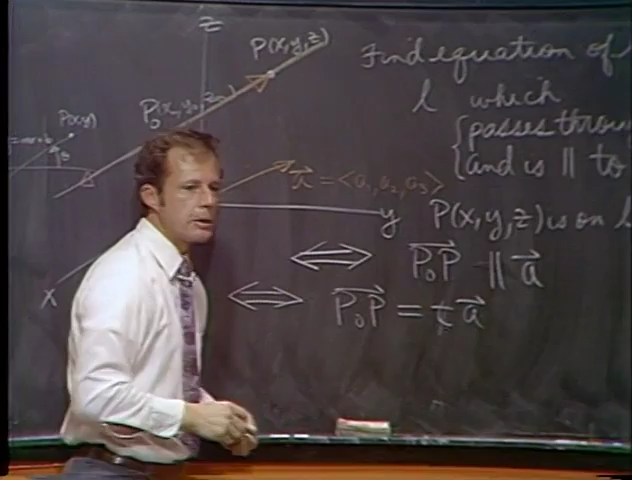 z
P(x,y,z)
Find equation of
P₀(x₀,y₀,z₀)
l which
P(x,y)
passes throu
and is ∥ to
= ⟨a₁,a₂,a₃⟩
y
P(x,y,z) is on l
x
⟺ P₀P ∥ a
⟺ P₀P = t a